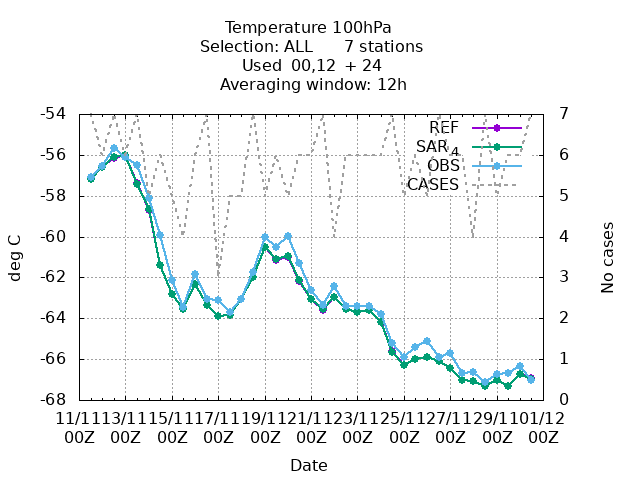 Temperature 100hPa
Selection: ALL 7 stations
Used 00,12 + 24
Averaging window: 12h
-54 7
REF
SAR_4
-56 OBS 6
CASES
-58 5
-60 4
deg C
No cases
-62 3
-64 2
-66 1
-68 0
11/11 13/11 15/11 17/11 19/11 21/11 23/11 25/11 27/11 29/11 01/12
00Z 00Z 00Z 00Z 00Z 00Z 00Z 00Z 00Z 00Z 00Z
Date